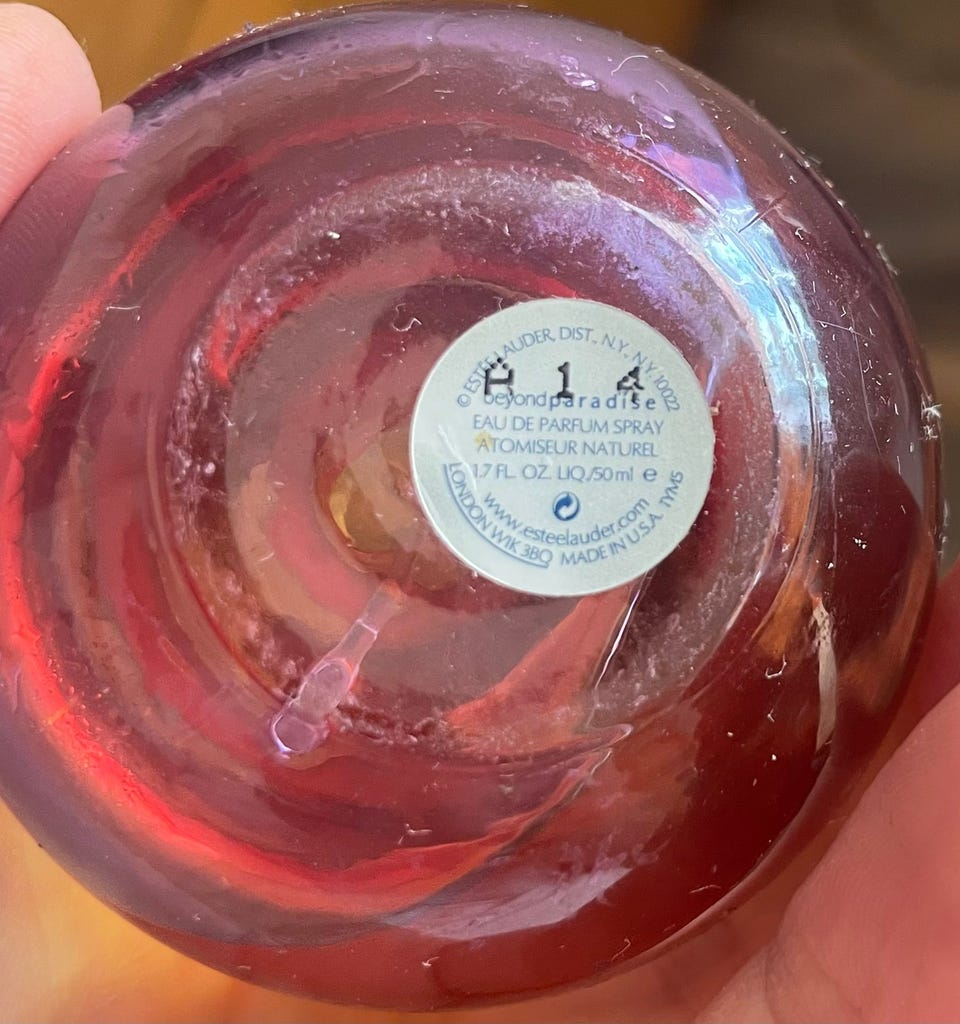 © ESTEE LAUDER, DIST., N.Y., N.Y. 10022
H 1 4
beyondparadise
EAU DE PARFUM SPRAY
ATOMISEUR NATUREL
1.7 FL. OZ. LIQ./50 ml e
www.esteelauder.com
LONDON W1K 3BQ MADE IN U.S.A. TYM5